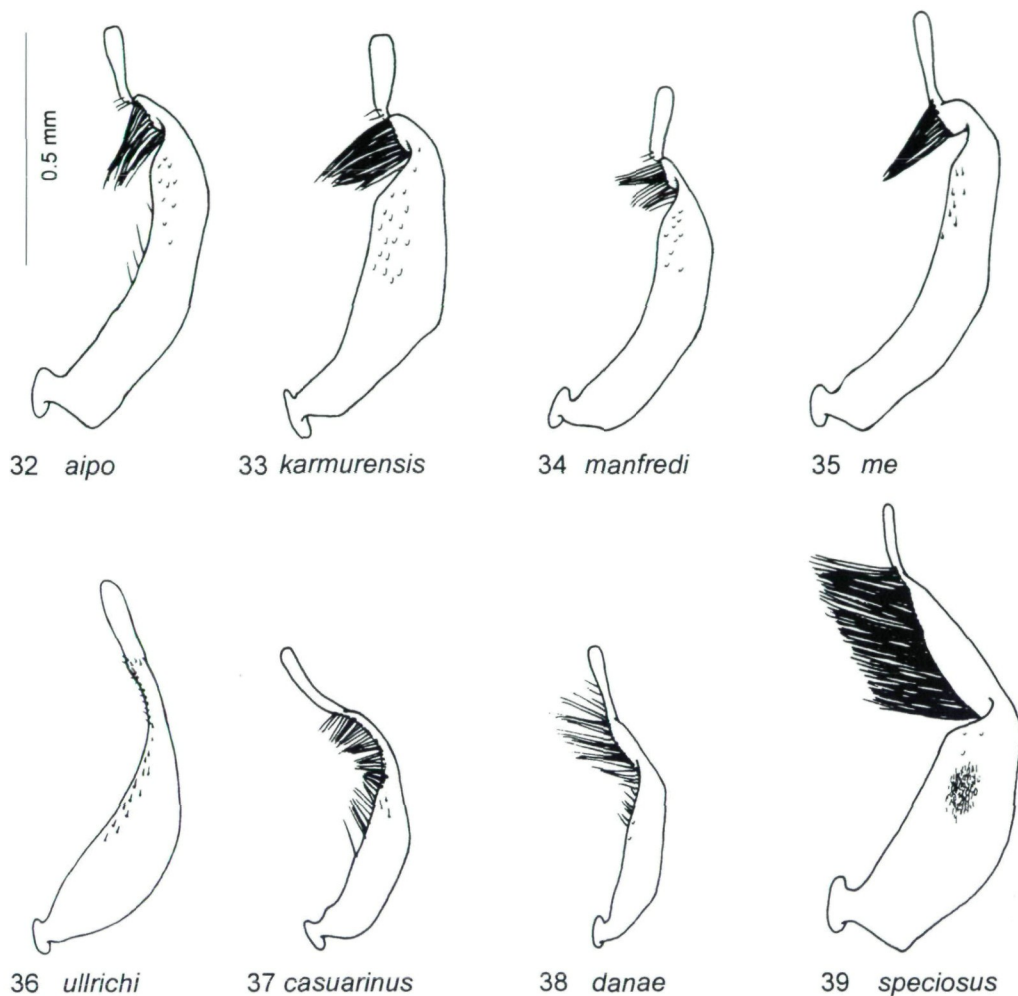 0.5 mm
32 aipo
33 karmurensis
34 manfredi
35 me
36 ullrichi
37 casuarinus
38 danae
39 speciosus